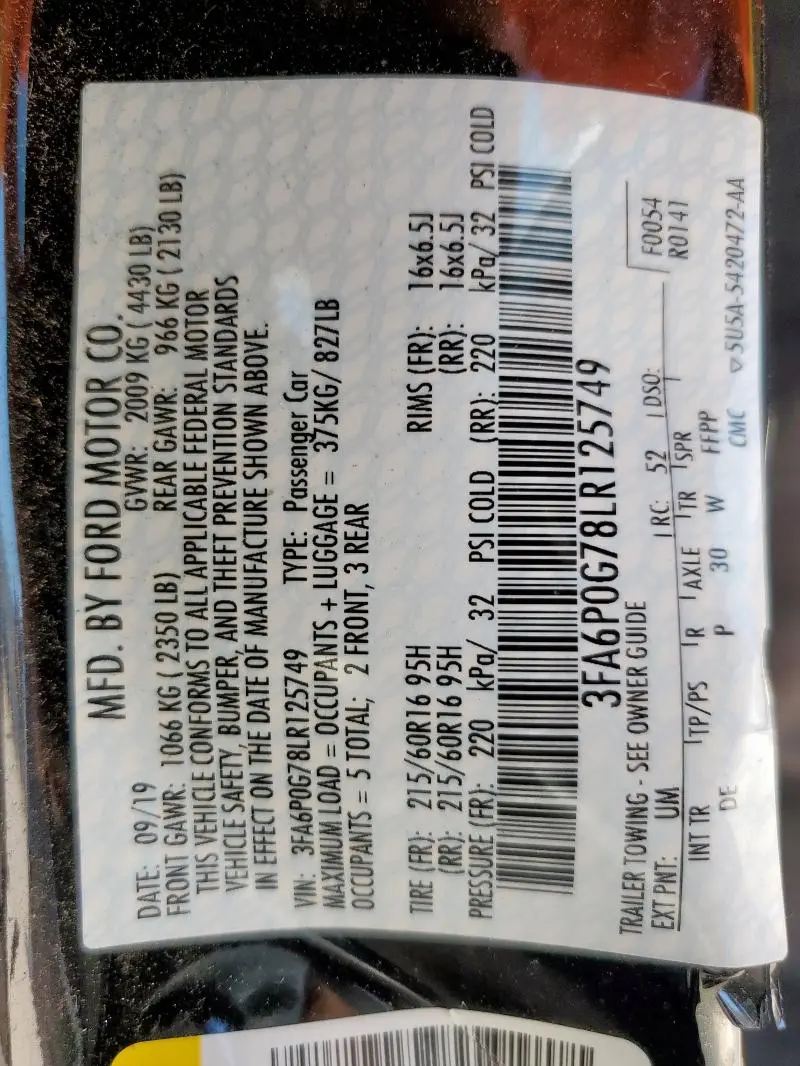 MFD. BY FORD MOTOR CO.
DATE: 09/19 GVWR: 2009 KG ( 4430 LB)
FRONT GAWR: 1066 KG ( 2350 LB) REAR GAWR: 966 KG ( 2130 LB)
THIS VEHICLE CONFORMS TO ALL APPLICABLE FEDERAL MOTOR
VEHICLE SAFETY, BUMPER, AND THEFT PREVENTION STANDARDS
IN EFFECT ON THE DATE OF MANUFACTURE SHOWN ABOVE.
VIN: 3FA6P0G78LR125749 TYPE: Passenger Car
MAXIMUM LOAD = OCCUPANTS + LUGGAGE = 375KG/ 827LB
OCCUPANTS = 5 TOTAL; 2 FRONT, 3 REAR
TIRE (FR): 215/60R16 95H RIMS (FR): 16x6.5J
(RR): 215/60R16 95H (RR): 16x6.5J
PRESSURE (FR): 220 kPa/ 32 PSI COLD (RR): 220 kPa/ 32 PSI COLD
3FA6P0G78LR125749
TRAILER TOWING - SEE OWNER GUIDE F0054
EXT PNT: UM RC: 52 DSO: R0141
INT TR TP/PS R AXLE TR SPR
DE P 30 W FFPP
CMC ▽5U5A-5420472-AA